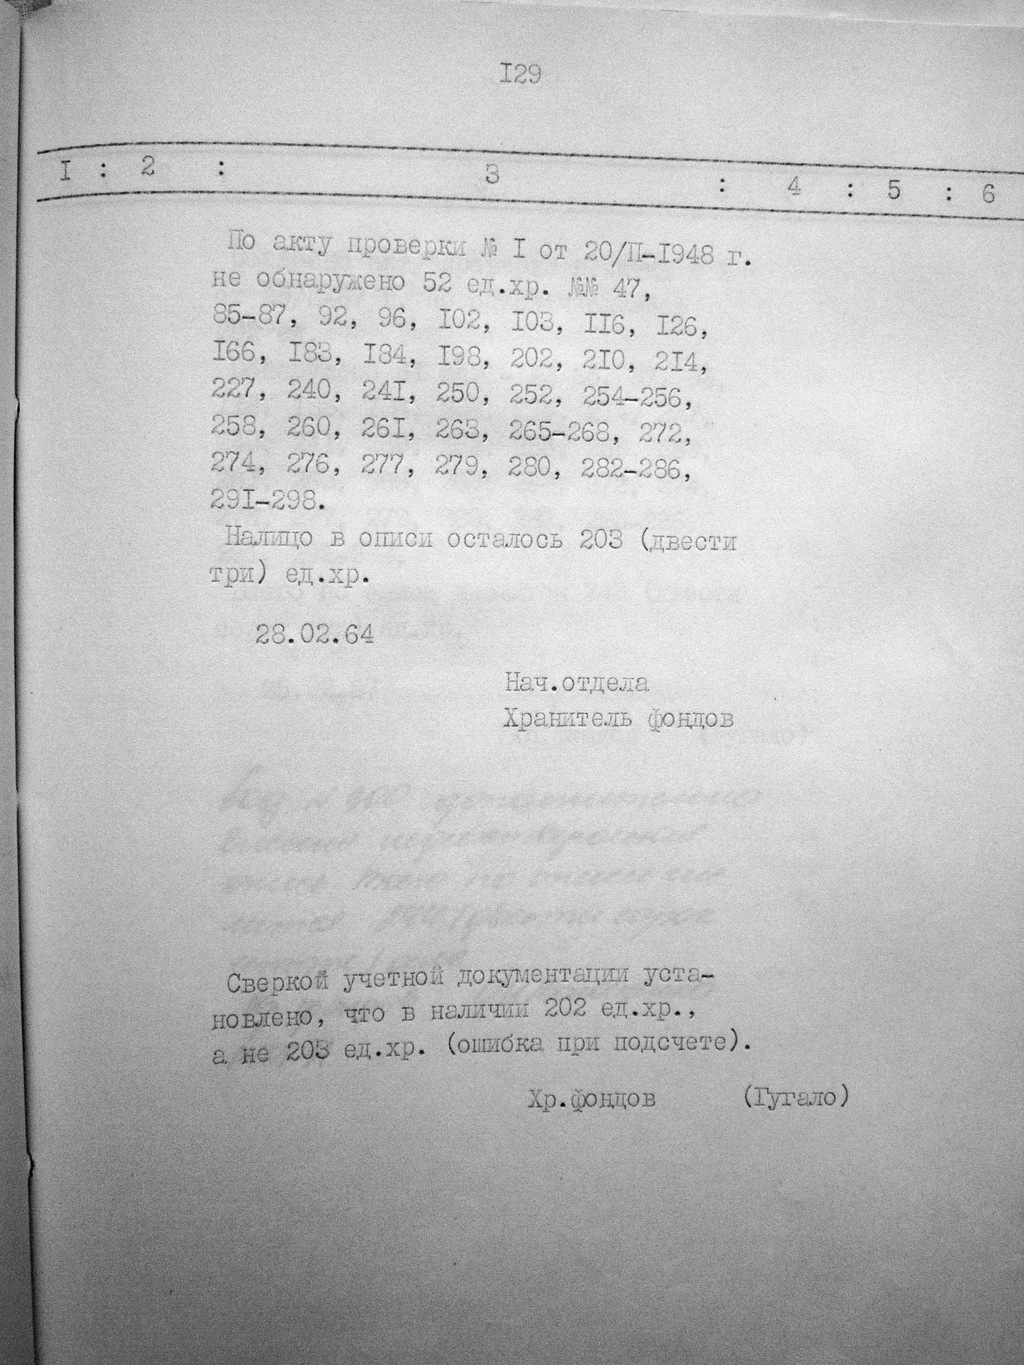 I29
I : 2 : 3 : 4 : 5 : 6
По акту проверки № I от 20/П-I948 г.
не обнаружено 52 ед.хр. №№ 47,
85-87, 92, 96, I02, I03, II6, I26,
I66, I83, I84, I98, 202, 2I0, 2I4,
227, 240, 24I, 250, 252, 254-256,
258, 260, 26I, 263, 265-268, 272,
274, 276, 277, 279, 280, 282-286,
29I-298.
Налицо в описи осталось 203 (двести
три) ед.хр.
28.02.64
Нач.отдела
Хранитель фондов
Сверкой учетной документации уста-
новлено, что в наличии 202 ед.хр.,
а не 203 ед.хр. (ошибка при подсчете).
Хр.фондов (Гугало)